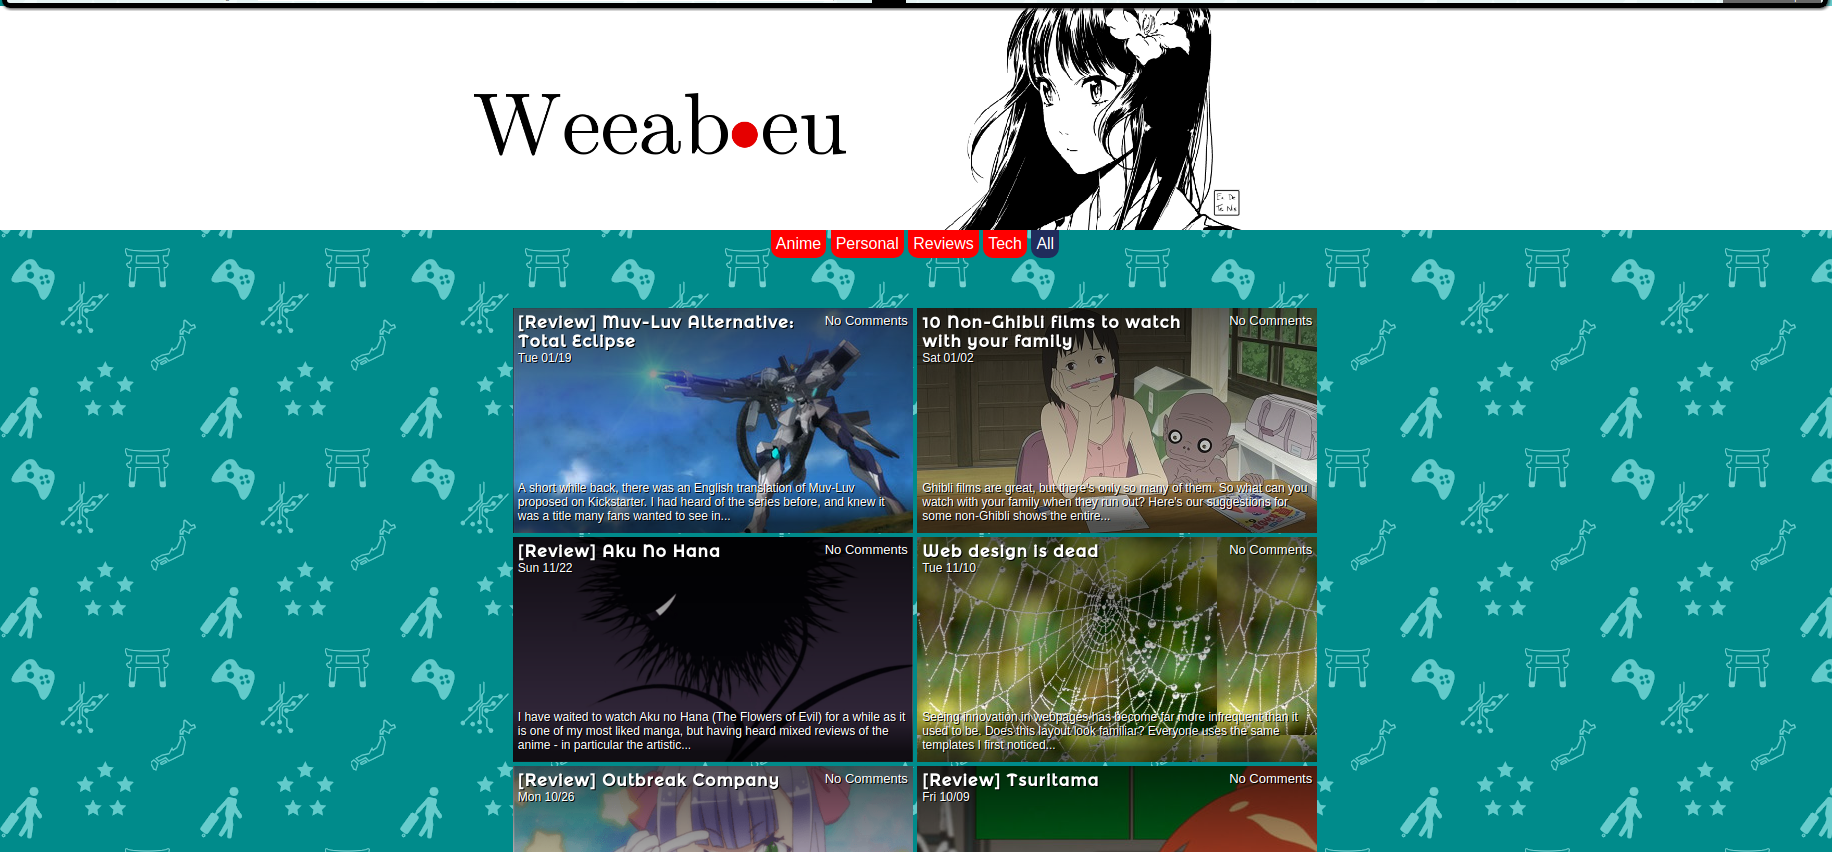 Weeab●eu
Anime Personal Reviews Tech All
[Review] Muv-Luv Alternative: Total Eclipse
No Comments
Tue 01/19
A short while back, there was an English translation of Muv-Luv
proposed on Kickstarter. I had heard of the series before, and knew it
was a title many fans wanted to see in...
10 Non-Ghibli films to watch
with your family
No Comments
Sat 01/02
Ghibli films are great, but there's only so many of them. So what can you
watch with your family when they run out? Here's our suggestions for
some non-Ghibli shows the entire...
[Review] Aku No Hana
No Comments
Sun 11/22
I have waited to watch Aku no Hana (The Flowers of Evil) for a while as it
is one of my most liked manga, but having heard mixed reviews of the
anime - in particular the artistic...
Web design is dead
No Comments
Tue 11/10
Seeing innovation in webpages has become far more infrequent than it
used to be. Does this layout look familiar? Everyone uses the same
templates I first noticed...
[Review] Outbreak Company
No Comments
Mon 10/26
[Review] Tsuritama
No Comments
Fri 10/09